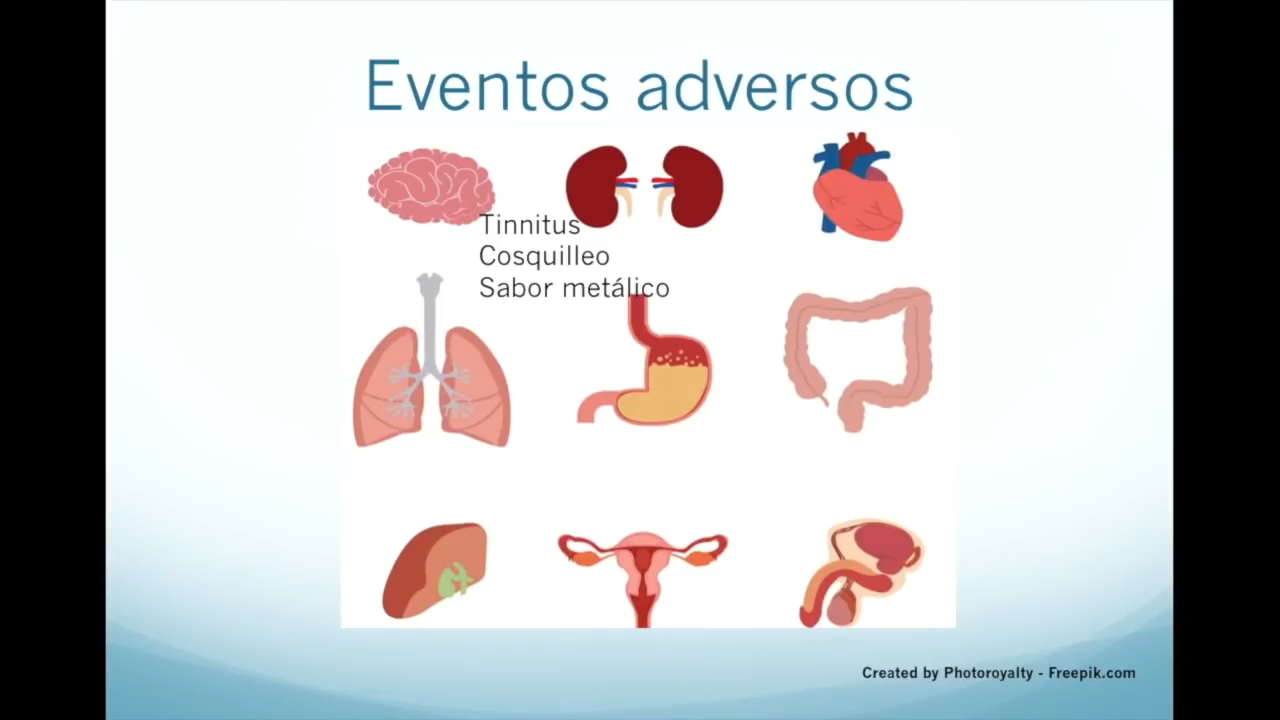 Eventos adversos
Tinnitus
Cosquilleo
Sabor metálico
Created by Photoroyalty - Freepik.com